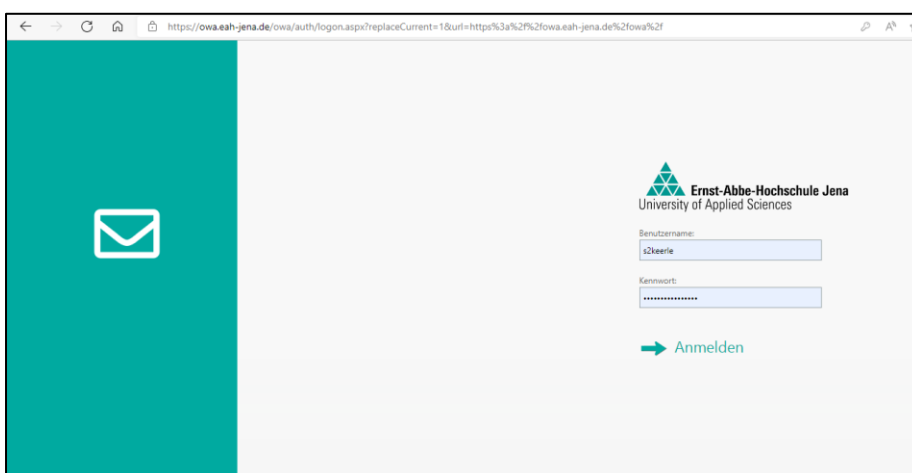 https://owa.eah-jena.de/owa/auth/logon.aspx?replaceCurrent=1&url=https%3a%2f%2fowa.eah-jena.de%2fowa%2f
Ernst-Abbe-Hochschule Jena
University of Applied Sciences
Benutzername:
s2keerle
Kennwort:
••••••••••••••••
Anmelden